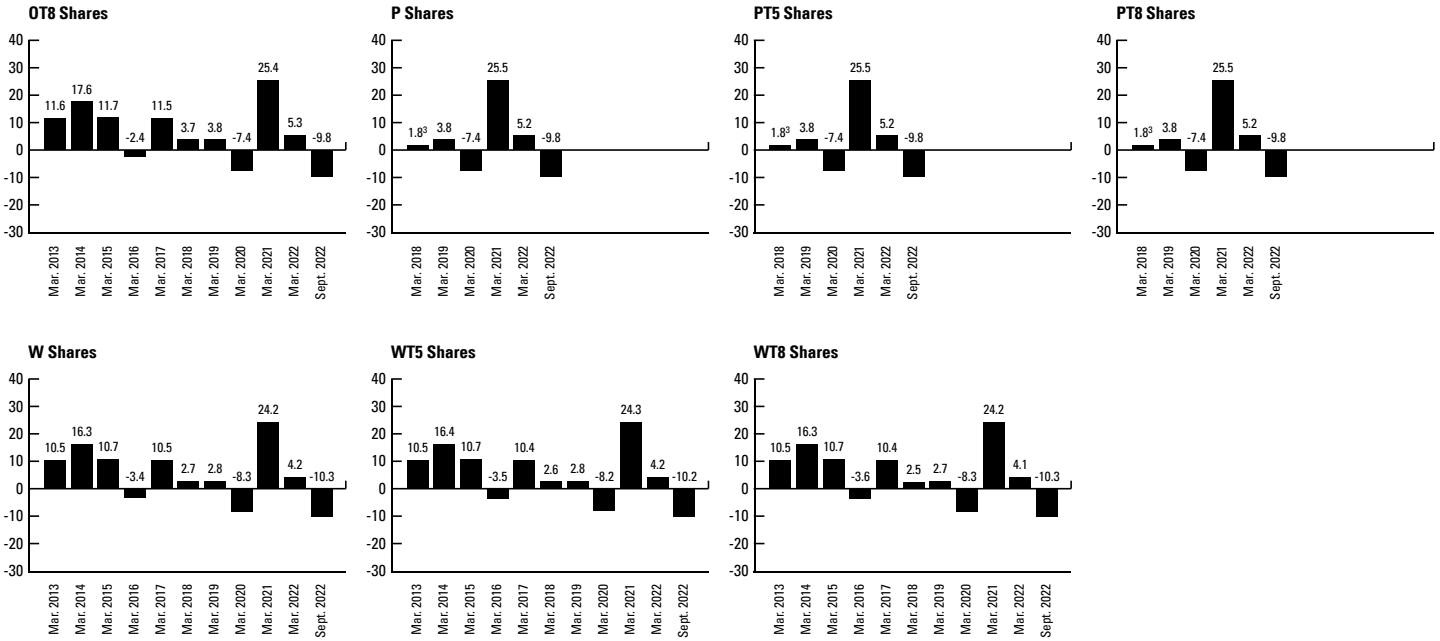 OT8 Shares
40
30
20
10
0
-10
-20
-30
11.6
17.6
11.7
-2.4
11.5
3.7
3.8
-7.4
25.4
5.3
-9.8
Mar. 2013
Mar. 2014
Mar. 2015
Mar. 2016
Mar. 2017
Mar. 2018
Mar. 2019
Mar. 2020
Mar. 2021
Mar. 2022
Sept. 2022
P Shares
40
30
20
10
0
-10
-20
-30
1.8³
3.8
-7.4
25.5
5.2
-9.8
Mar. 2018
Mar. 2019
Mar. 2020
Mar. 2021
Mar. 2022
Sept. 2022
PT5 Shares
40
30
20
10
0
-10
-20
-30
1.8³
3.8
-7.4
25.5
5.2
-9.8
Mar. 2018
Mar. 2019
Mar. 2020
Mar. 2021
Mar. 2022
Sept. 2022
PT8 Shares
40
30
20
10
0
-10
-20
-30
1.8³
3.8
-7.4
25.5
5.2
-9.8
Mar. 2018
Mar. 2019
Mar. 2020
Mar. 2021
Mar. 2022
Sept. 2022
W Shares
40
30
20
10
0
-10
-20
-30
10.5
16.3
10.7
-3.4
10.5
2.7
2.8
-8.3
24.2
4.2
-10.3
Mar. 2013
Mar. 2014
Mar. 2015
Mar. 2016
Mar. 2017
Mar. 2018
Mar. 2019
Mar. 2020
Mar. 2021
Mar. 2022
Sept. 2022
WT5 Shares
40
30
20
10
0
-10
-20
-30
10.5
16.4
10.7
-3.5
10.4
2.6
2.8
-8.2
24.3
4.2
-10.2
Mar. 2013
Mar. 2014
Mar. 2015
Mar. 2016
Mar. 2017
Mar. 2018
Mar. 2019
Mar. 2020
Mar. 2021
Mar. 2022
Sept. 2022
WT8 Shares
40
30
20
10
0
-10
-20
-30
10.5
16.3
10.7
-3.6
10.4
2.5
2.7
-8.3
24.2
4.1
-10.3
Mar. 2013
Mar. 2014
Mar. 2015
Mar. 2016
Mar. 2017
Mar. 2018
Mar. 2019
Mar. 2020
Mar. 2021
Mar. 2022
Sept. 2022